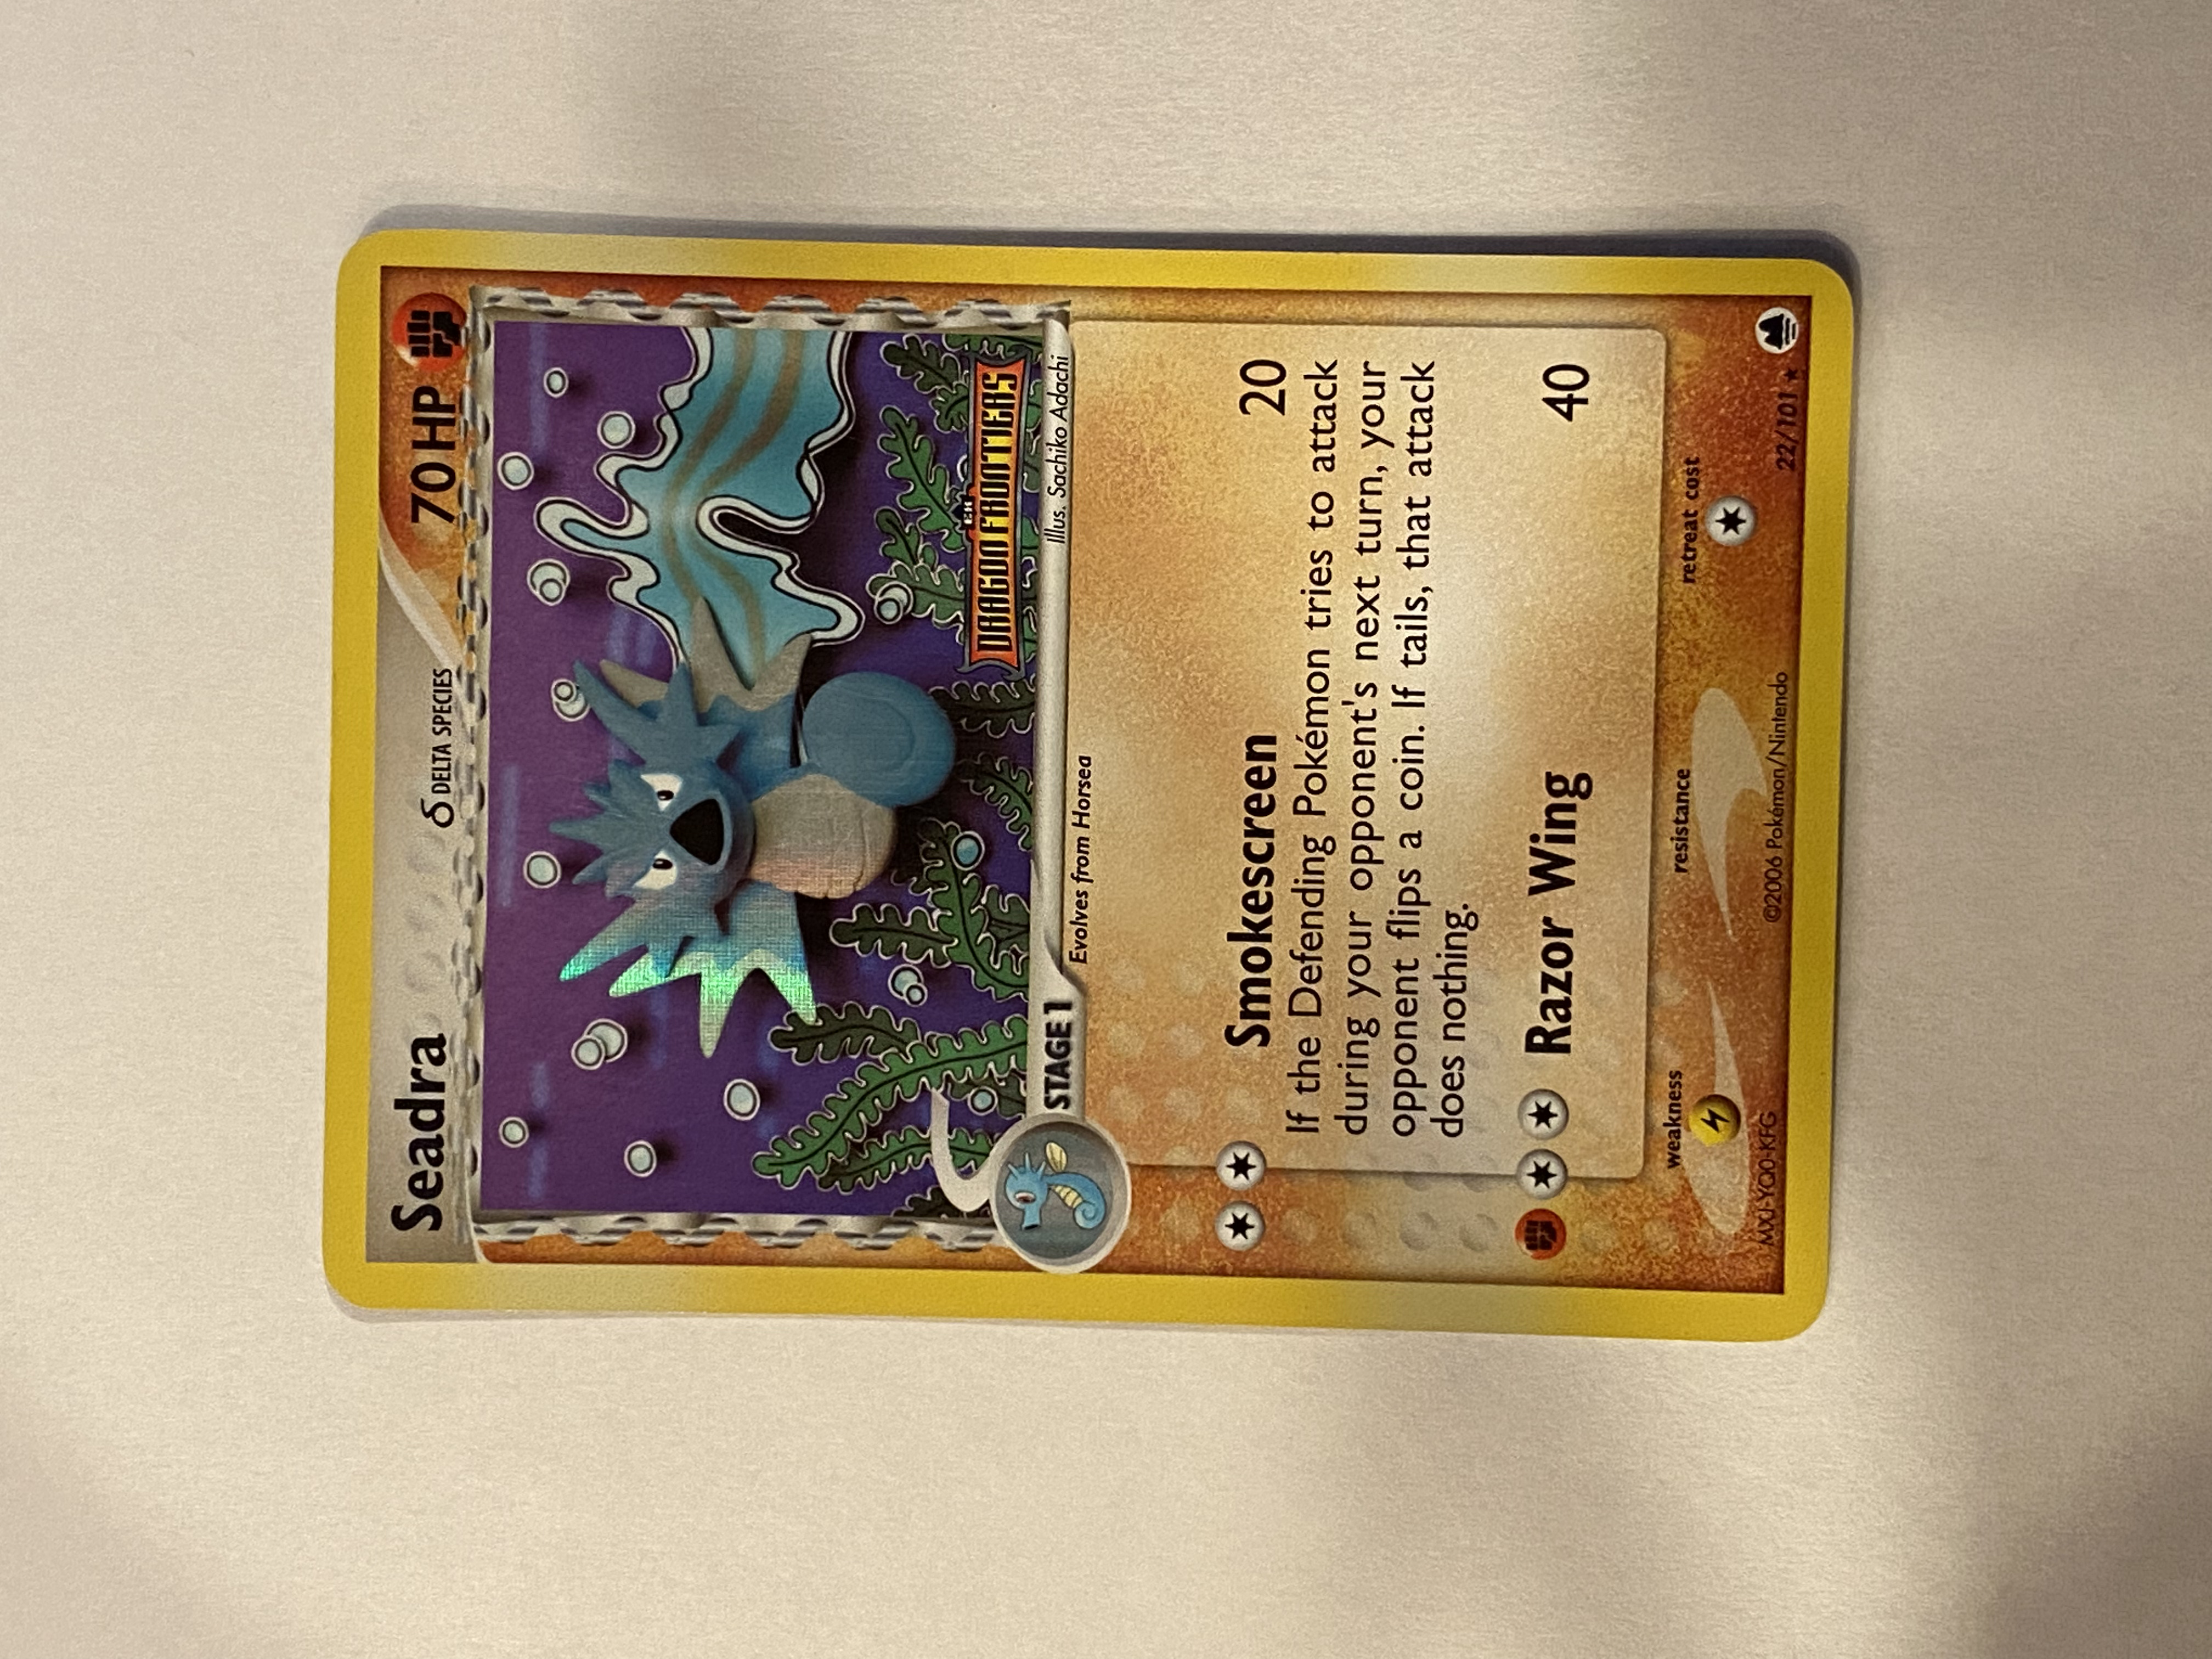 Seadra
δ DELTA SPECIES
70 HP
EX
DRAGON FRONTIERS
STAGE 1
Illus. Sachiko Adachi
Evolves from Horsea
Smokescreen 20
If the Defending Pokémon tries to attack
during your opponent's next turn, your
opponent flips a coin. If tails, that attack
does nothing.
Razor Wing 40
weakness
resistance
retreat cost
MXJ-YQ0-KFG
©2006 Pokémon/Nintendo
22/101 ★